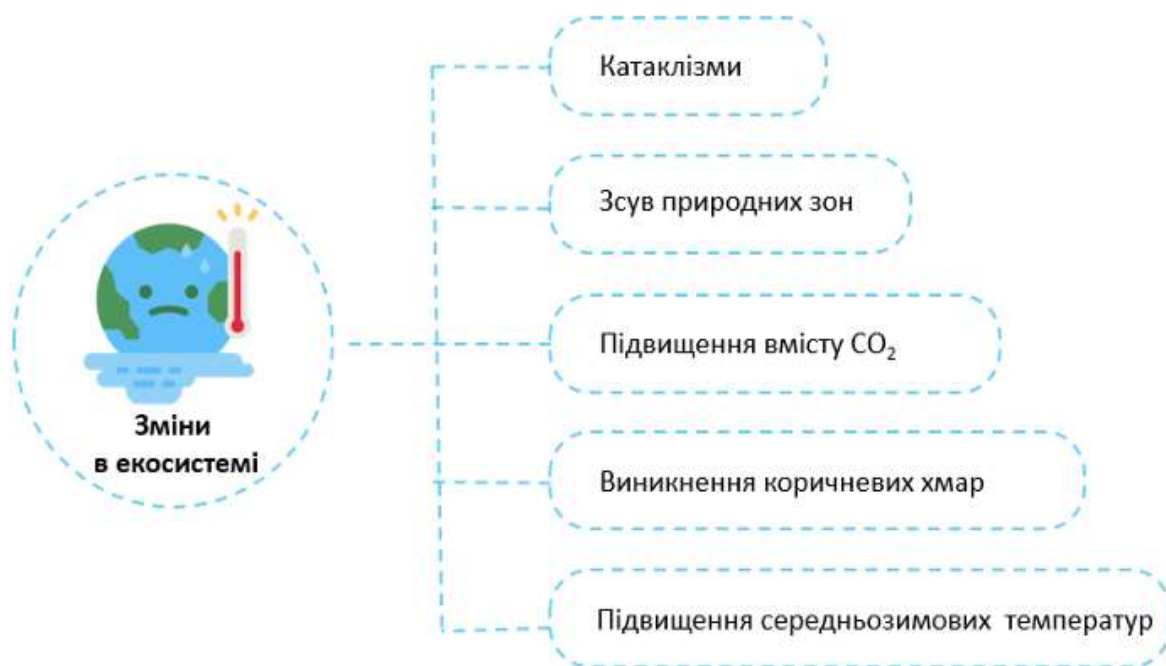 Катаклізми
Зсув природних зон
Підвищення вмісту CO₂
Зміни
в екосистемі
Виникнення коричневих хмар
Підвищення середньозимових температур